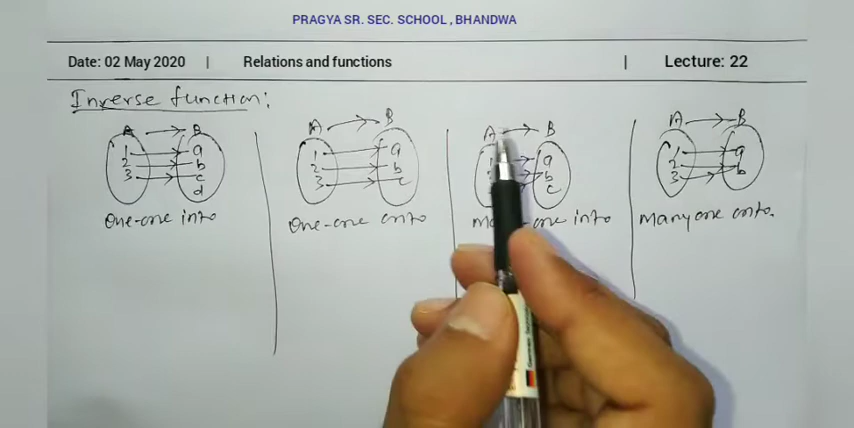 PRAGYA SR. SEC. SCHOOL , BHANDWA
Date: 02 May 2020 | Relations and functions | Lecture: 22
Inverse function:
A B
1 a
2 b
3 c
d
One-one into
A B
1 a
2 b
3 c
One-one onto
A B
a
b
c
one into
A B
1 a
2 b
3
Many one onto.